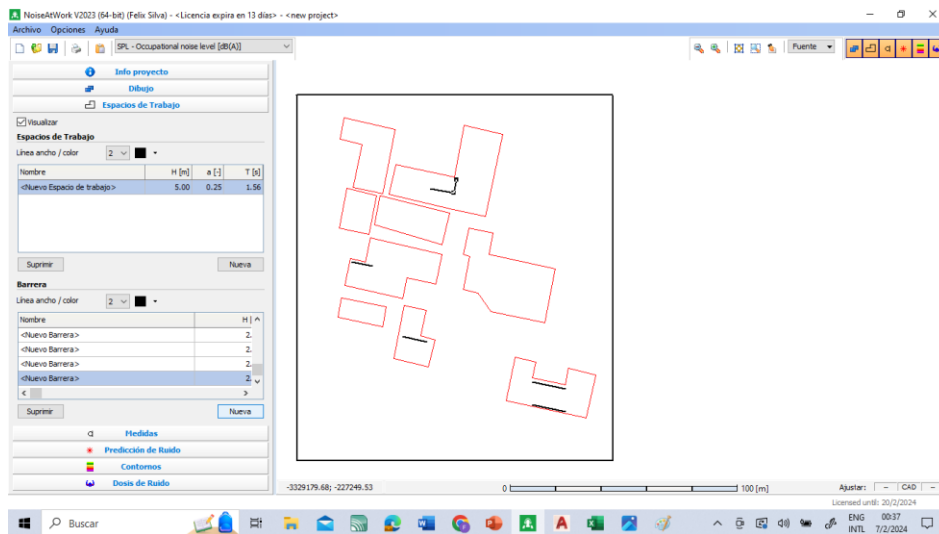 NoiseAtWork V2023 (64-bit) (Felix Silva) - <Licencia expira en 13 días> - <new project>
Archivo Opciones Ayuda
SPL - Occupational noise level [dB(A)]
Fuente
Info proyecto
Dibujo
Espacios de Trabajo
Visualizar
Espacios de Trabajo
Línea ancho / color 2
Nombre H [m] a [-] T [s]
<Nuevo Espacio de trabajo> 5.00 0.25 1.56
Suprimir Nueva
Barrera
Línea ancho / color 2
Nombre H |
<Nuevo Barrera> 2.
<Nuevo Barrera> 2.
<Nuevo Barrera> 2.
<Nuevo Barrera> 2.
Suprimir Nueva
Medidas
Predicción de Ruido
Contornos
Dosis de Ruido
-3329179.68; -227249.53 0 100 [m] Ajustar: - CAD -
Licensed until: 20/2/2024
Buscar
ENG 00:37
INTL 7/2/2024